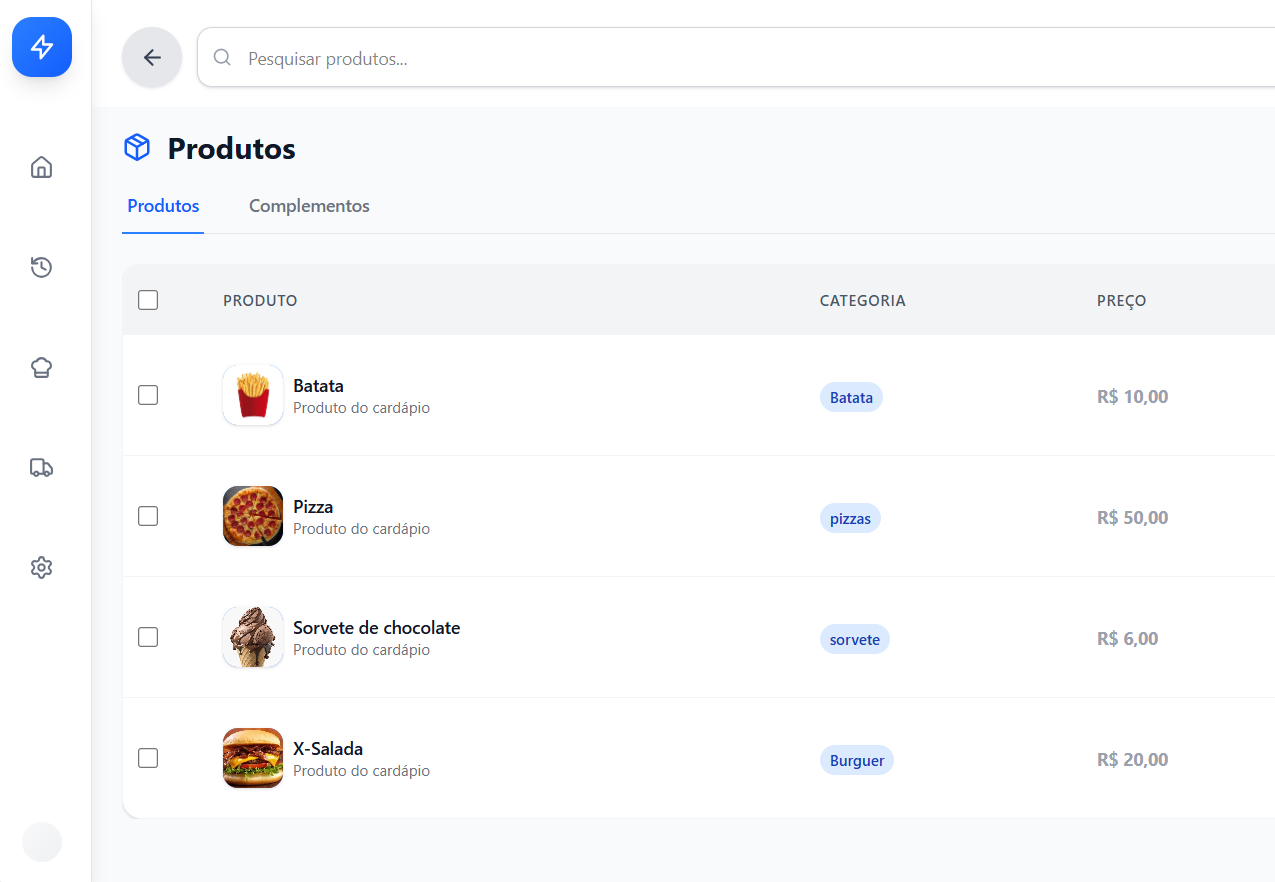 Pesquisar produtos...
Produtos
Produtos Complementos
PRODUTO CATEGORIA PREÇO
Batata
Produto do cardápio
Batata
R$ 10,00
Pizza
Produto do cardápio
pizzas
R$ 50,00
Sorvete de chocolate
Produto do cardápio
sorvete
R$ 6,00
X-Salada
Produto do cardápio
Burguer
R$ 20,00